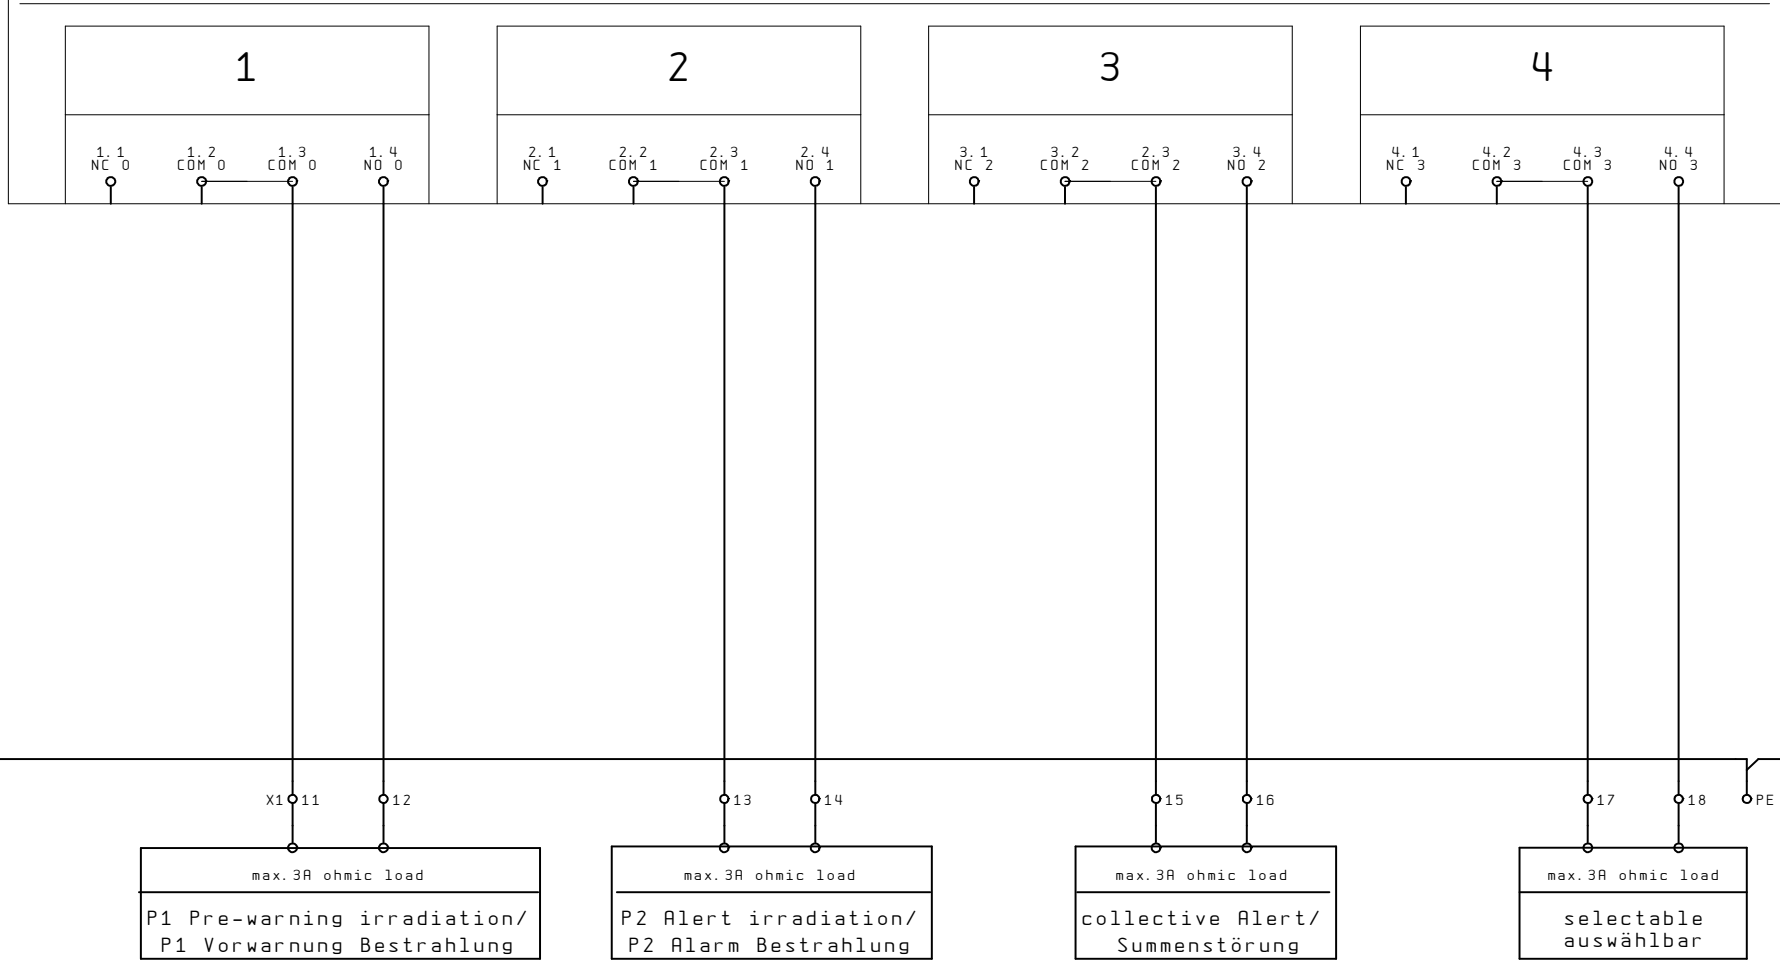 1 2 3 4
1.1 1.2 1.3 1.4 2.1 2.2 2.3 2.4 3.1 3.2 2.3 3.4 4.1 4.2 4.3 4.4
NC 0 COM 0 COM 0 NO 0 NC 1 COM 1 COM 1 NO 1 NC 2 COM 2 COM 2 NO 2 NC 3 COM 3 COM 3 NO 3
X1 11 12 13 14 15 16 17 18 PE
max.3A ohmic load max.3A ohmic load max.3A ohmic load max.3A ohmic load
P1 Pre-warning irradiation/
P1 Vorwarnung Bestrahlung
P2 Alert irradiation/
P2 Alarm Bestrahlung
collective Alert/
Summenstörung
selectable
auswählbar